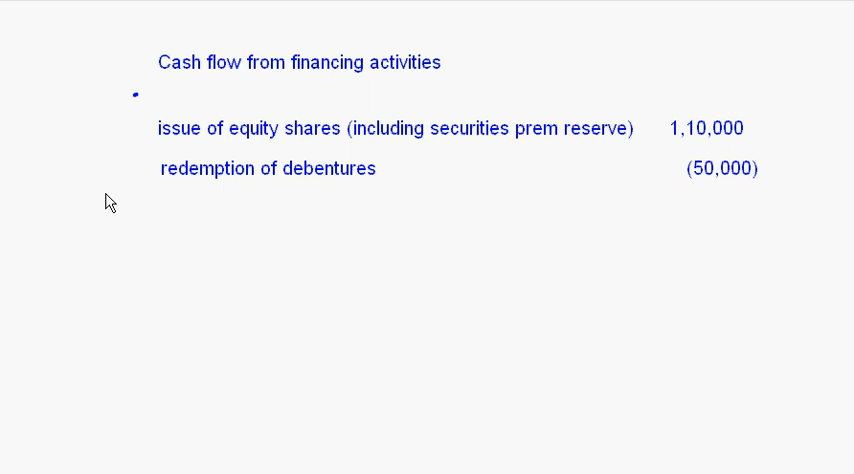 Cash flow from financing activities
issue of equity shares (including securities prem reserve) 1,10,000
redemption of debentures (50,000)